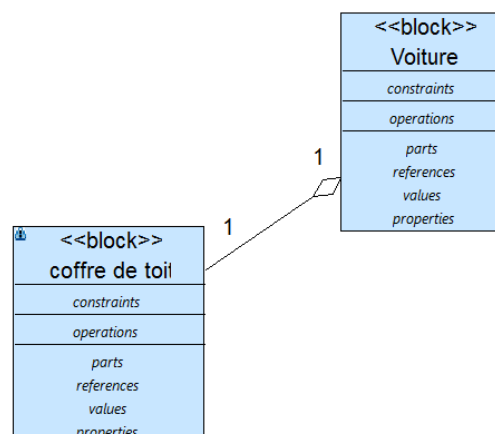 <<block>>
Voiture
constraints
operations
parts
references
values
properties
1
1
<<block>>
coffre de toit
constraints
operations
parts
references
values
properties